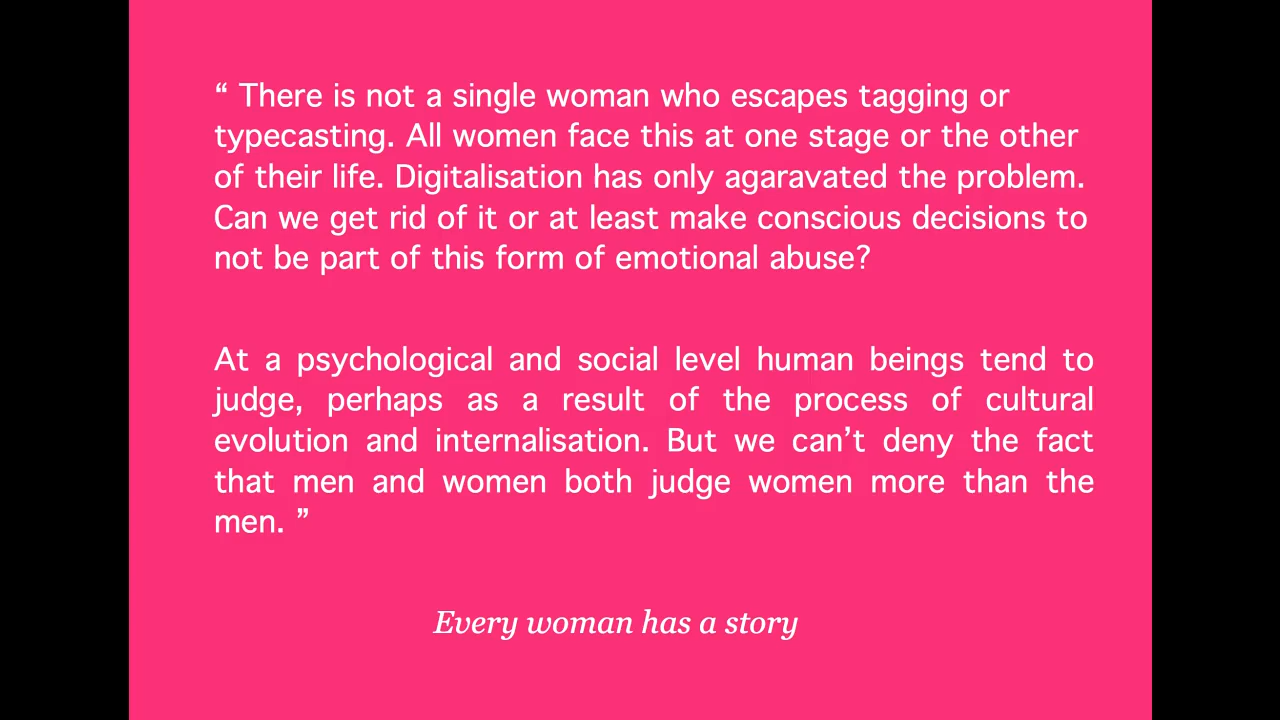 “ There is not a single woman who escapes tagging or
typecasting. All women face this at one stage or the other
of their life. Digitalisation has only agaravated the problem.
Can we get rid of it or at least make conscious decisions to
not be part of this form of emotional abuse?
At a psychological and social level human beings tend to
judge, perhaps as a result of the process of cultural
evolution and internalisation. But we can’t deny the fact
that men and women both judge women more than the
men. ”
Every woman has a story